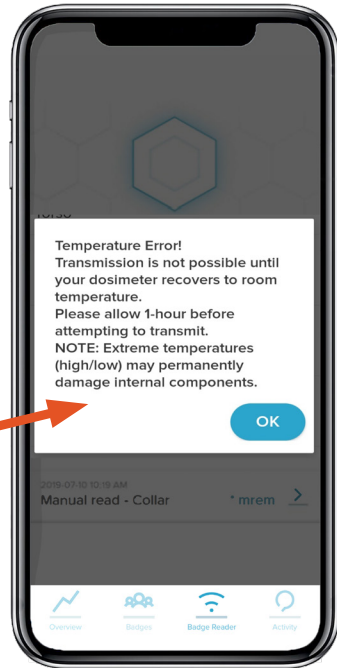 Torso
Temperature Error!
Transmission is not possible until
your dosimeter recovers to room
temperature.
Please allow 1-hour before
attempting to transmit.
NOTE: Extreme temperatures
(high/low) may permanently
damage internal components.
OK
2019-07-10 10:19 AM
Manual read - Collar * mrem >
Overview Badges Badge Reader Activity